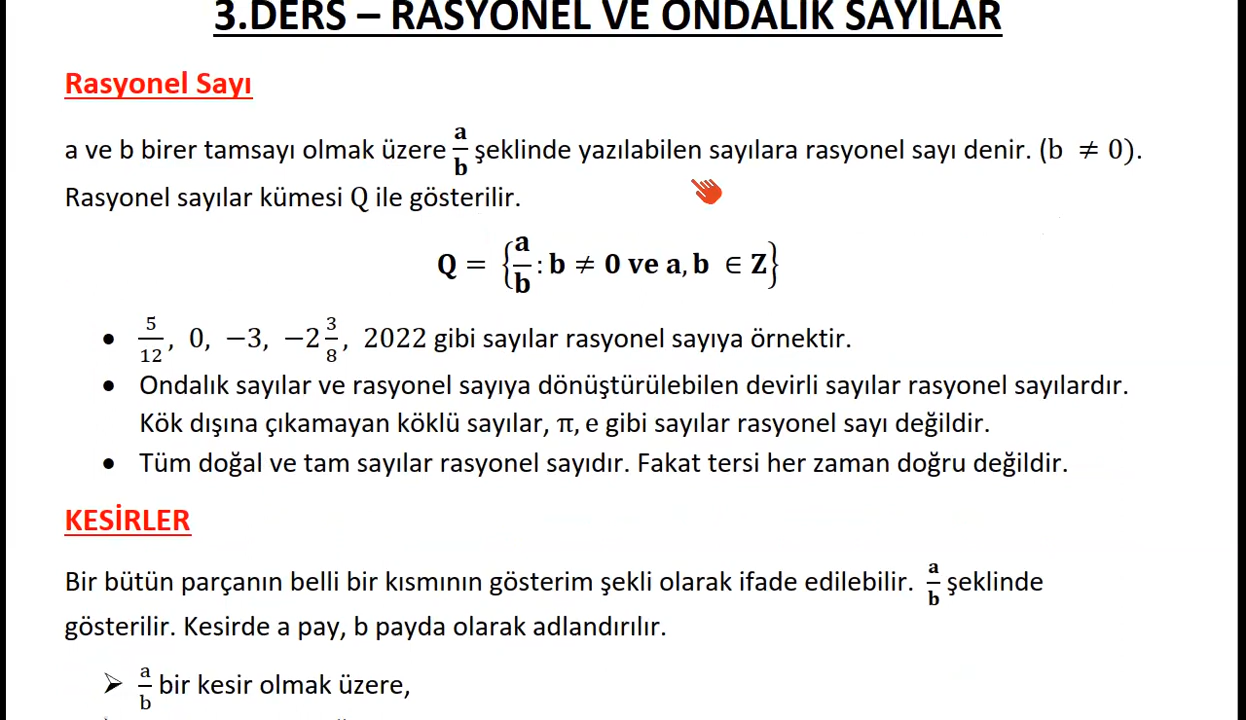 3.DERS – RASYONEL VE ONDALIK SAYILAR
Rasyonel Sayı
a ve b birer tamsayı olmak üzere a/b şeklinde yazılabilen sayılara rasyonel sayı denir. (b ≠ 0).
Rasyonel sayılar kümesi Q ile gösterilir.
Q = {a/b : b ≠ 0 ve a, b ∈ Z}
• 5/12, 0, −3, −2 3/8, 2022 gibi sayılar rasyonel sayıya örnektir.
• Ondalık sayılar ve rasyonel sayıya dönüştürülebilen devirli sayılar rasyonel sayılardır.
Kök dışına çıkamayan köklü sayılar, π, e gibi sayılar rasyonel sayı değildir.
• Tüm doğal ve tam sayılar rasyonel sayıdır. Fakat tersi her zaman doğru değildir.
KESİRLER
Bir bütün parçanın belli bir kısmının gösterim şekli olarak ifade edilebilir. a/b şeklinde
gösterilir. Kesirde a pay, b payda olarak adlandırılır.
➢ a/b bir kesir olmak üzere,